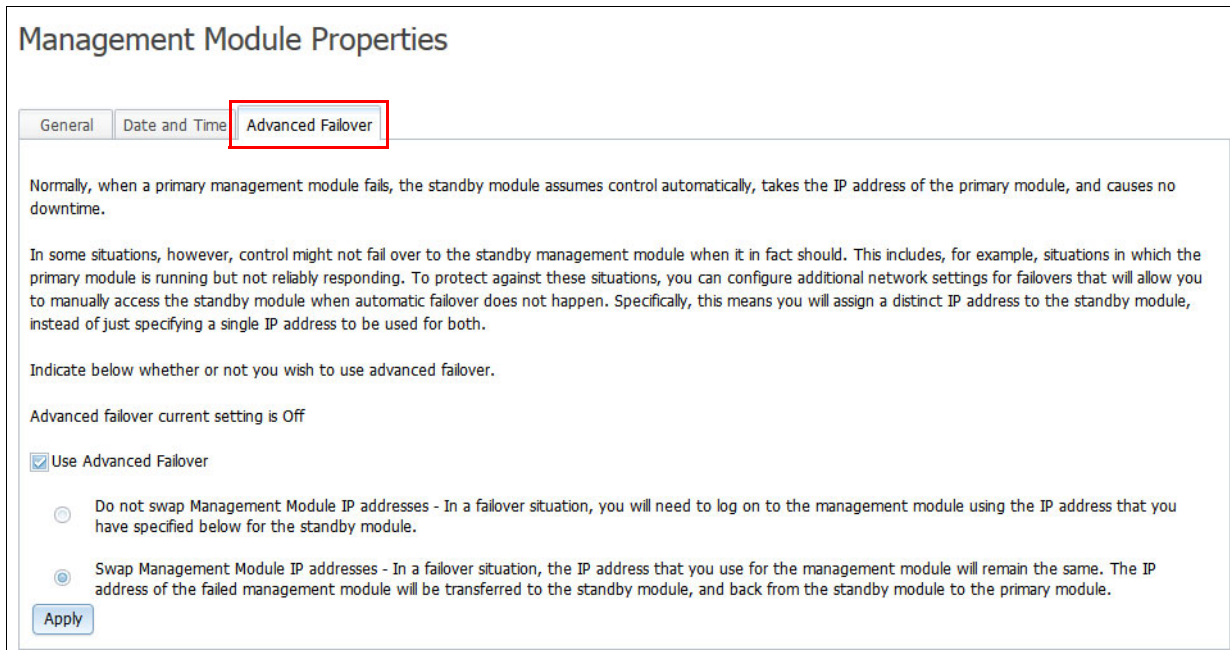 Management Module Properties
General
Date and Time
Advanced Failover
Normally, when a primary management module fails, the standby module assumes control automatically, takes the IP address of the primary module, and causes no
downtime.
In some situations, however, control might not fail over to the standby management module when it in fact should. This includes, for example, situations in which the
primary module is running but not reliably responding. To protect against these situations, you can configure additional network settings for failovers that will allow you
to manually access the standby module when automatic failover does not happen. Specifically, this means you will assign a distinct IP address to the standby module,
instead of just specifying a single IP address to be used for both.
Indicate below whether or not you wish to use advanced failover.
Advanced failover current setting is Off
Use Advanced Failover
Do not swap Management Module IP addresses - In a failover situation, you will need to log on to the management module using the IP address that you
have specified below for the standby module.
Swap Management Module IP addresses - In a failover situation, the IP address that you use for the management module will remain the same. The IP
address of the failed management module will be transferred to the standby module, and back from the standby module to the primary module.
Apply